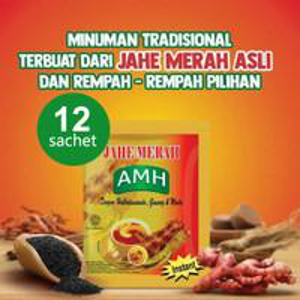 MINUMAN TRADISIONAL
TERBUAT DARI JAHE MERAH ASLI
DAN REMPAH - REMPAH PILIHAN
12
sachet
JAHE MERAH
AMH
Instant